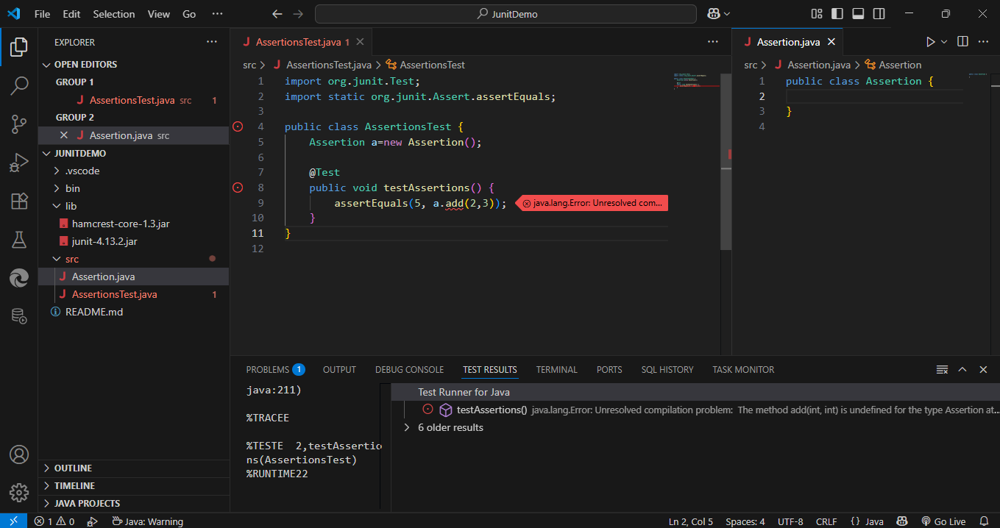 File Edit Selection View Go ···
JunitDemo
EXPLORER
OPEN EDITORS
GROUP 1
J AssertionsTest.java src 1
GROUP 2
J Assertion.java src
JUNITDEMO
.vscode
bin
lib
hamcrest-core-1.3.jar
junit-4.13.2.jar
src
J Assertion.java
J AssertionsTest.java 1
README.md
OUTLINE
TIMELINE
JAVA PROJECTS
J AssertionsTest.java 1
src > J AssertionsTest.java > AssertionsTest
1 import org.junit.Test;
2 import static org.junit.Assert.assertEquals;
3
4 public class AssertionsTest {
5 Assertion a=new Assertion();
6
7 @Test
8 public void testAssertions() {
9 assertEquals(5, a.add(2,3)); java.lang.Error: Unresolved com...
10 }
11 }
12
J Assertion.java
src > J Assertion.java > Assertion
1 public class Assertion {
2
3 }
4
PROBLEMS 1 OUTPUT DEBUG CONSOLE TEST RESULTS TERMINAL PORTS SQL HISTORY TASK MONITOR
java:211)
%TRACEE
%TESTE 2,testAssertio
ns(AssertionsTest)
%RUNTIME22
Test Runner for Java
testAssertions() java.lang.Error: Unresolved compilation problem: The method add(int, int) is undefined for the type Assertion at...
6 older results
1 0 Java: Warning Ln 2, Col 5 Spaces: 4 UTF-8 CRLF {} Java Go Live